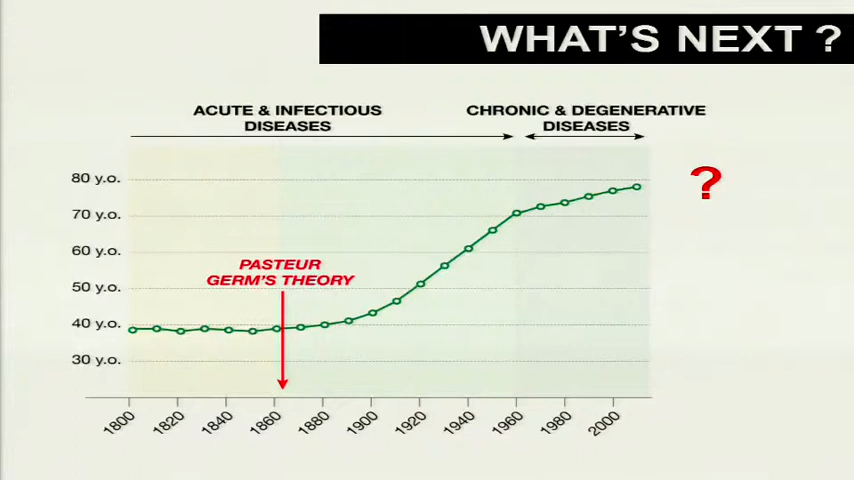 WHAT'S NEXT ?
ACUTE & INFECTIOUS
DISEASES
CHRONIC & DEGENERATIVE
DISEASES
80 y.o.
70 y.o.
60 y.o.
50 y.o.
40 y.o.
30 y.o.
?
PASTEUR
GERM'S THEORY
1800
1820
1840
1860
1880
1900
1920
1940
1960
1980
2000